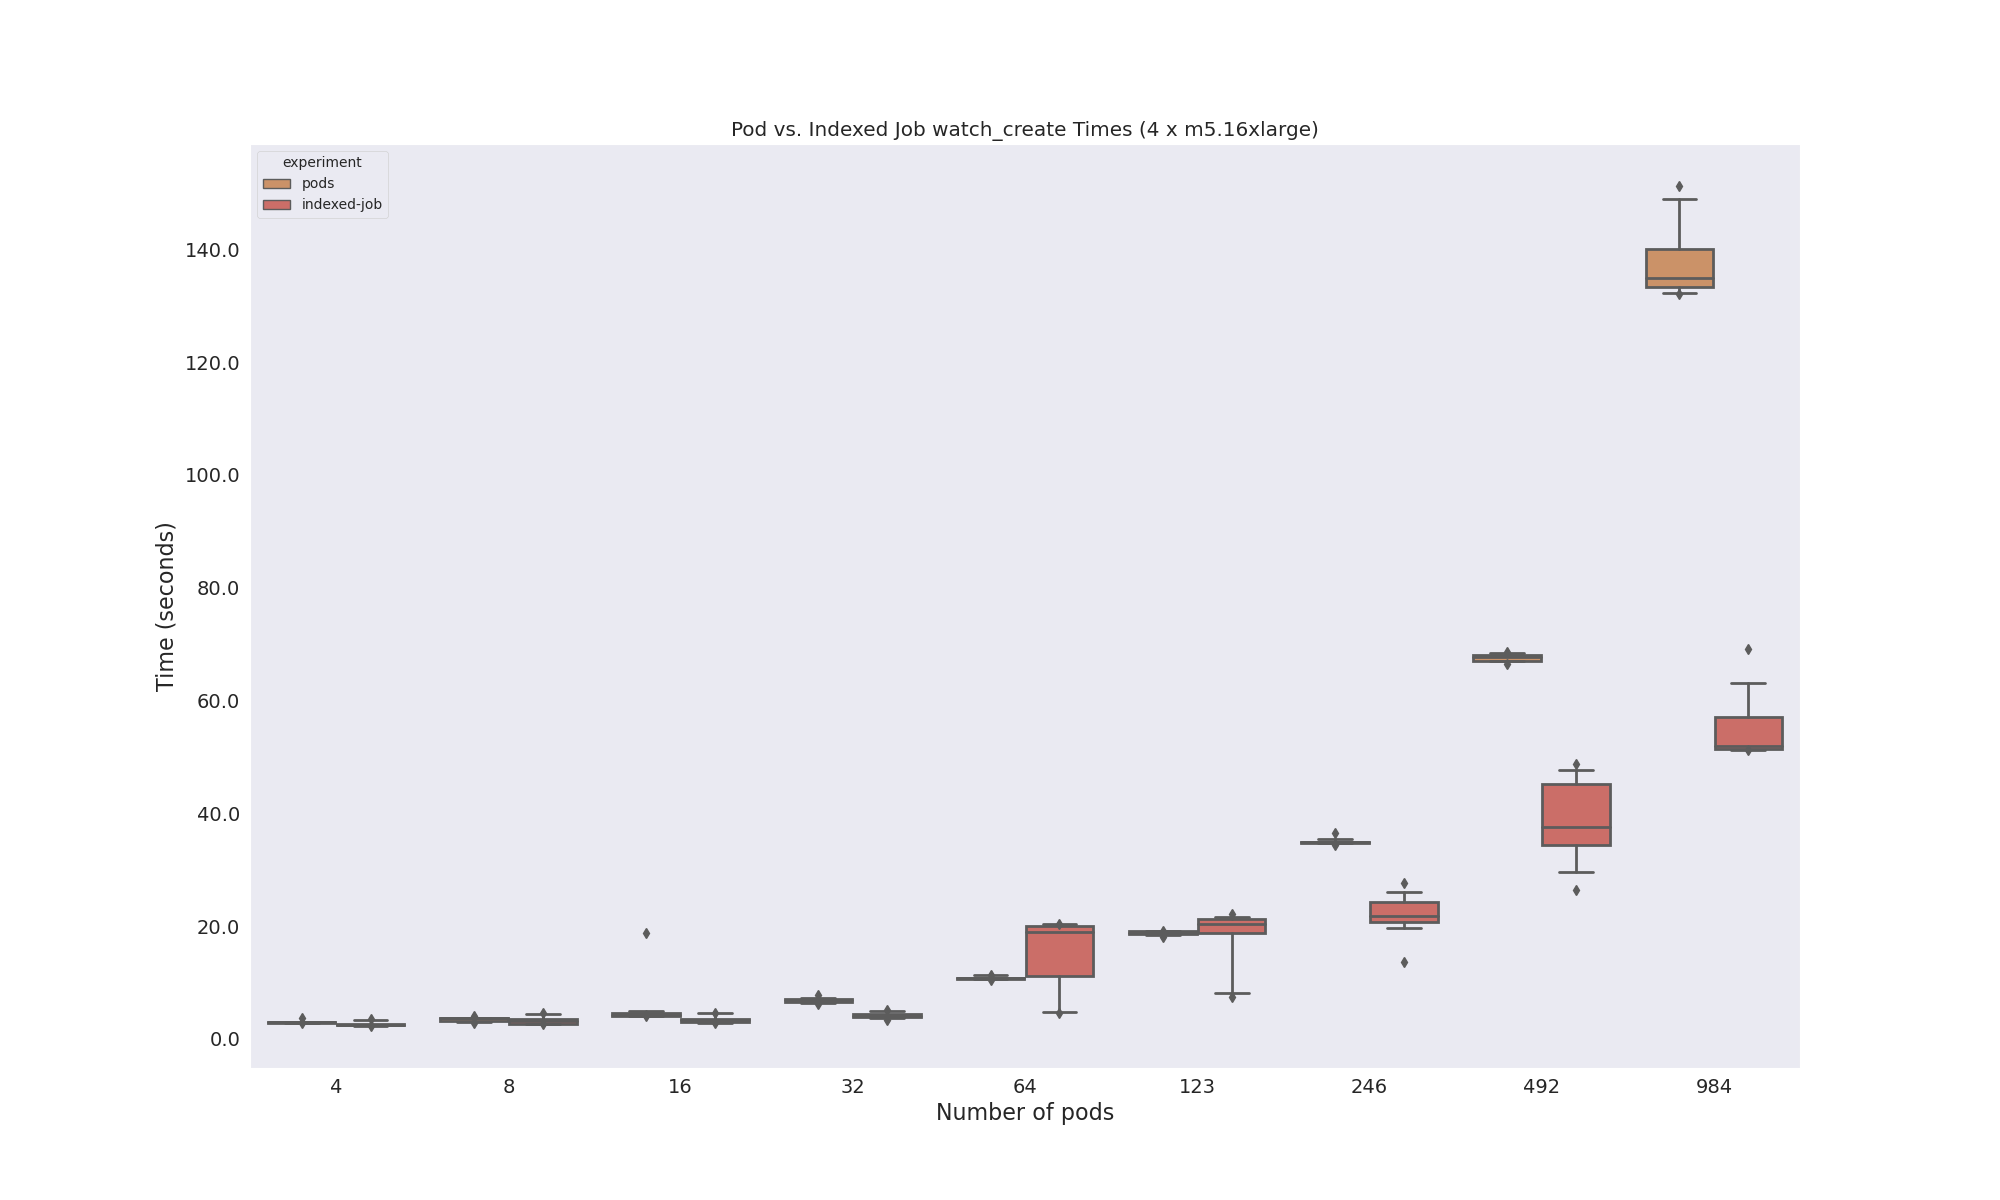 Pod vs. Indexed Job watch_create Times (4 x m5.16xlarge)
experiment
pods
indexed-job
140.0
120.0
100.0
80.0
60.0
40.0
20.0
0.0
Time (seconds)
4 8 16 32 64 123 246 492 984
Number of pods